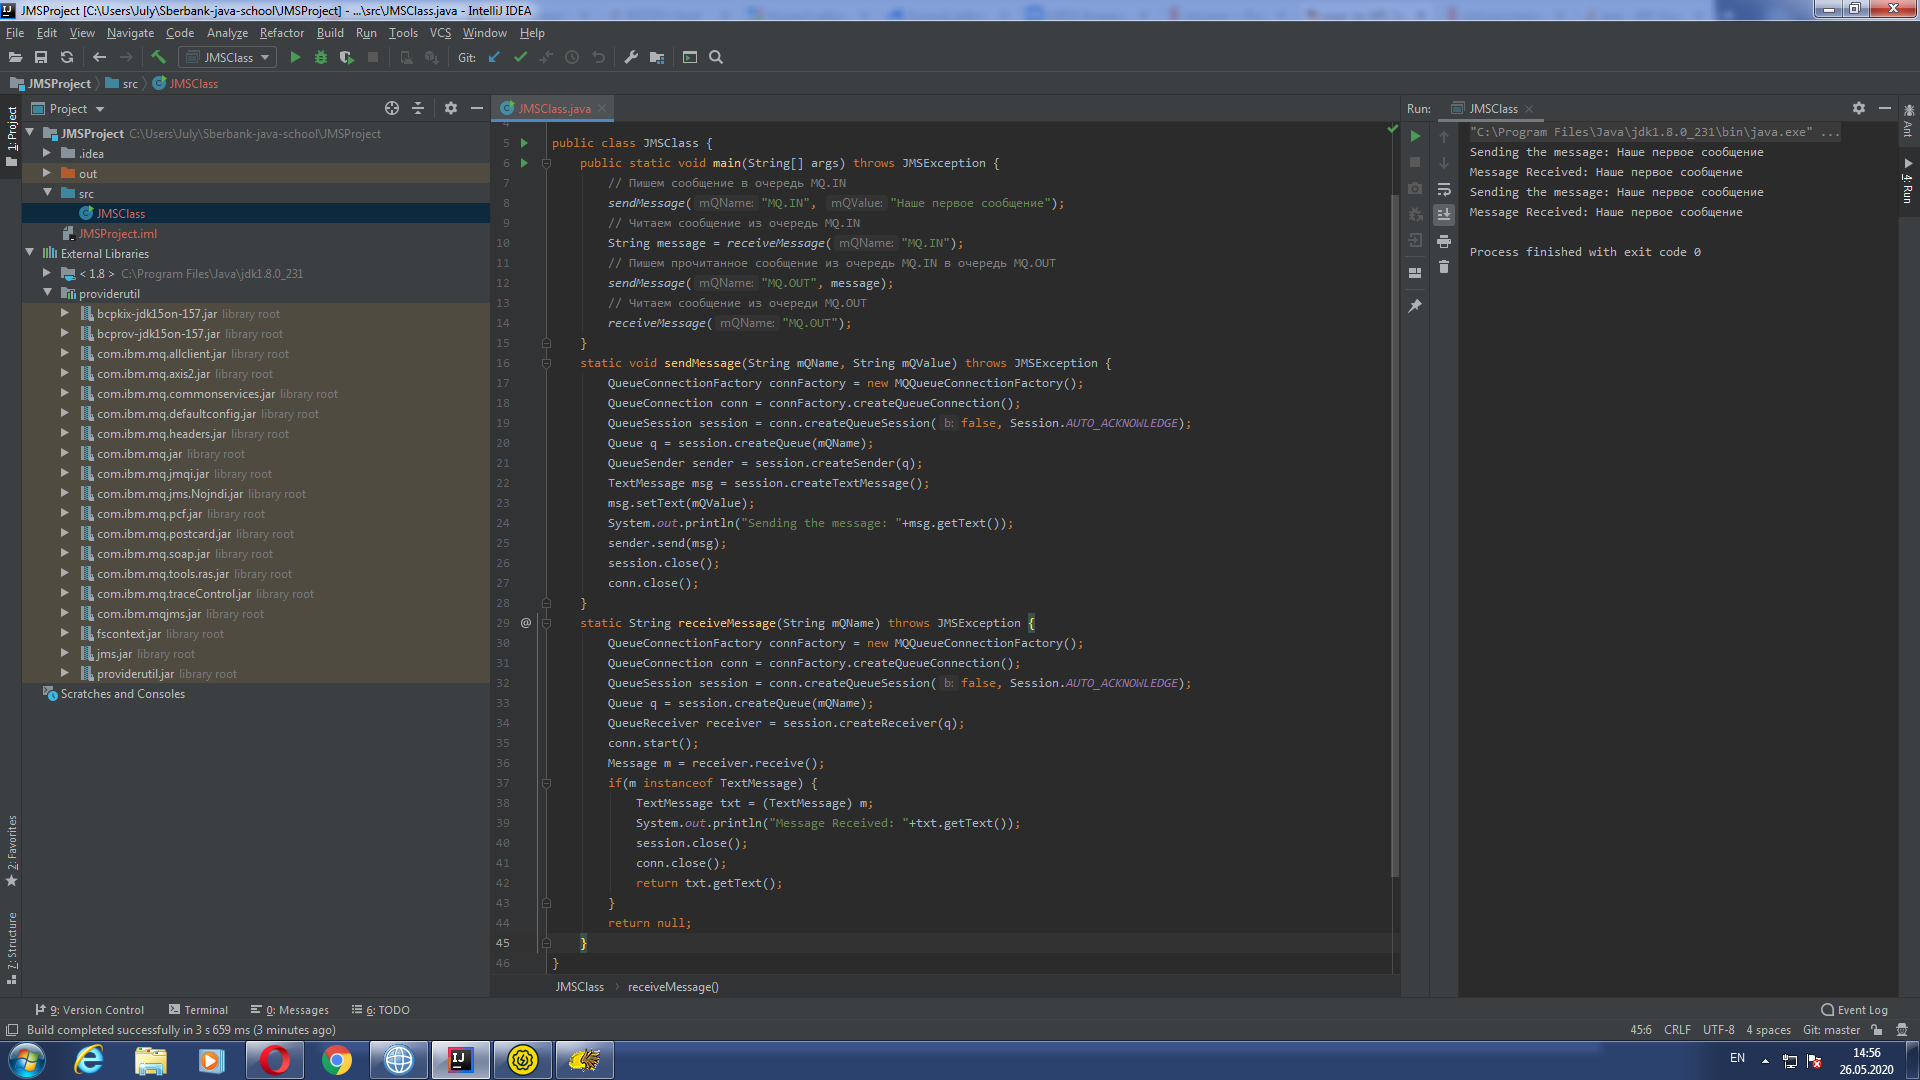 JMSProject [C:\Users\July\Sberbank-java-school\JMSProject] - ...\src\JMSClass.java - IntelliJ IDEA
File Edit View Navigate Code Analyze Refactor Build Run Tools VCS Window Help
JMSClass Git:
JMSProject src JMSClass
1: Project
2: Favorites
7: Structure
Project
JMSProject C:\Users\July\Sberbank-java-school\JMSProject
.idea
out
src
JMSClass
JMSProject.iml
External Libraries
< 1.8 > C:\Program Files\Java\jdk1.8.0_231
providerutil
bcpkix-jdk15on-157.jar library root
bcprov-jdk15on-157.jar library root
com.ibm.mq.allclient.jar library root
com.ibm.mq.axis2.jar library root
com.ibm.mq.commonservices.jar library root
com.ibm.mq.defaultconfig.jar library root
com.ibm.mq.headers.jar library root
com.ibm.mq.jar library root
com.ibm.mq.jmqi.jar library root
com.ibm.mq.jms.Nojndi.jar library root
com.ibm.mq.pcf.jar library root
com.ibm.mq.postcard.jar library root
com.ibm.mq.soap.jar library root
com.ibm.mq.tools.ras.jar library root
com.ibm.mq.traceControl.jar library root
com.ibm.mqjms.jar library root
fscontext.jar library root
jms.jar library root
providerutil.jar library root
Scratches and Consoles
JMSClass.java
4
5 public class JMSClass {
6 public static void main(String[] args) throws JMSException {
7 // Пишем сообщение в очередь MQ.IN
8 sendMessage( mQName: "MQ.IN", mQValue: "Наше первое сообщение");
9 // Читаем сообщение из очередь MQ.IN
10 String message = receiveMessage( mQName: "MQ.IN");
11 // Пишем прочитанное сообщение из очередь MQ.IN в очередь MQ.OUT
12 sendMessage( mQName: "MQ.OUT", message);
13 // Читаем сообщение из очереди MQ.OUT
14 receiveMessage( mQName: "MQ.OUT");
15 }
16 static void sendMessage(String mQName, String mQValue) throws JMSException {
17 QueueConnectionFactory connFactory = new MQQueueConnectionFactory();
18 QueueConnection conn = connFactory.createQueueConnection();
19 QueueSession session = conn.createQueueSession( b: false, Session.AUTO_ACKNOWLEDGE);
20 Queue q = session.createQueue(mQName);
21 QueueSender sender = session.createSender(q);
22 TextMessage msg = session.createTextMessage();
23 msg.setText(mQValue);
24 System.out.println("Sending the message: "+msg.getText());
25 sender.send(msg);
26 session.close();
27 conn.close();
28 }
29 @ static String receiveMessage(String mQName) throws JMSException {
30 QueueConnectionFactory connFactory = new MQQueueConnectionFactory();
31 QueueConnection conn = connFactory.createQueueConnection();
32 QueueSession session = conn.createQueueSession( b: false, Session.AUTO_ACKNOWLEDGE);
33 Queue q = session.createQueue(mQName);
34 QueueReceiver receiver = session.createReceiver(q);
35 conn.start();
36 Message m = receiver.receive();
37 if(m instanceof TextMessage) {
38 TextMessage txt = (TextMessage) m;
39 System.out.println("Message Received: "+txt.getText());
40 session.close();
41 conn.close();
42 return txt.getText();
43 }
44 return null;
45 }
46 }
JMSClass receiveMessage()
Run: JMSClass
"C:\Program Files\Java\jdk1.8.0_231\bin\java.exe" ...
Sending the message: Наше первое сообщение
Message Received: Наше первое сообщение
Sending the message: Наше первое сообщение
Message Received: Наше первое сообщение
Process finished with exit code 0
Ant
4: Run
9: Version Control Terminal 0: Messages 6: TODO Event Log
Build completed successfully in 3 s 659 ms (3 minutes ago) 45:6 CRLF UTF-8 4 spaces Git: master
EN 14:56
26.05.2020